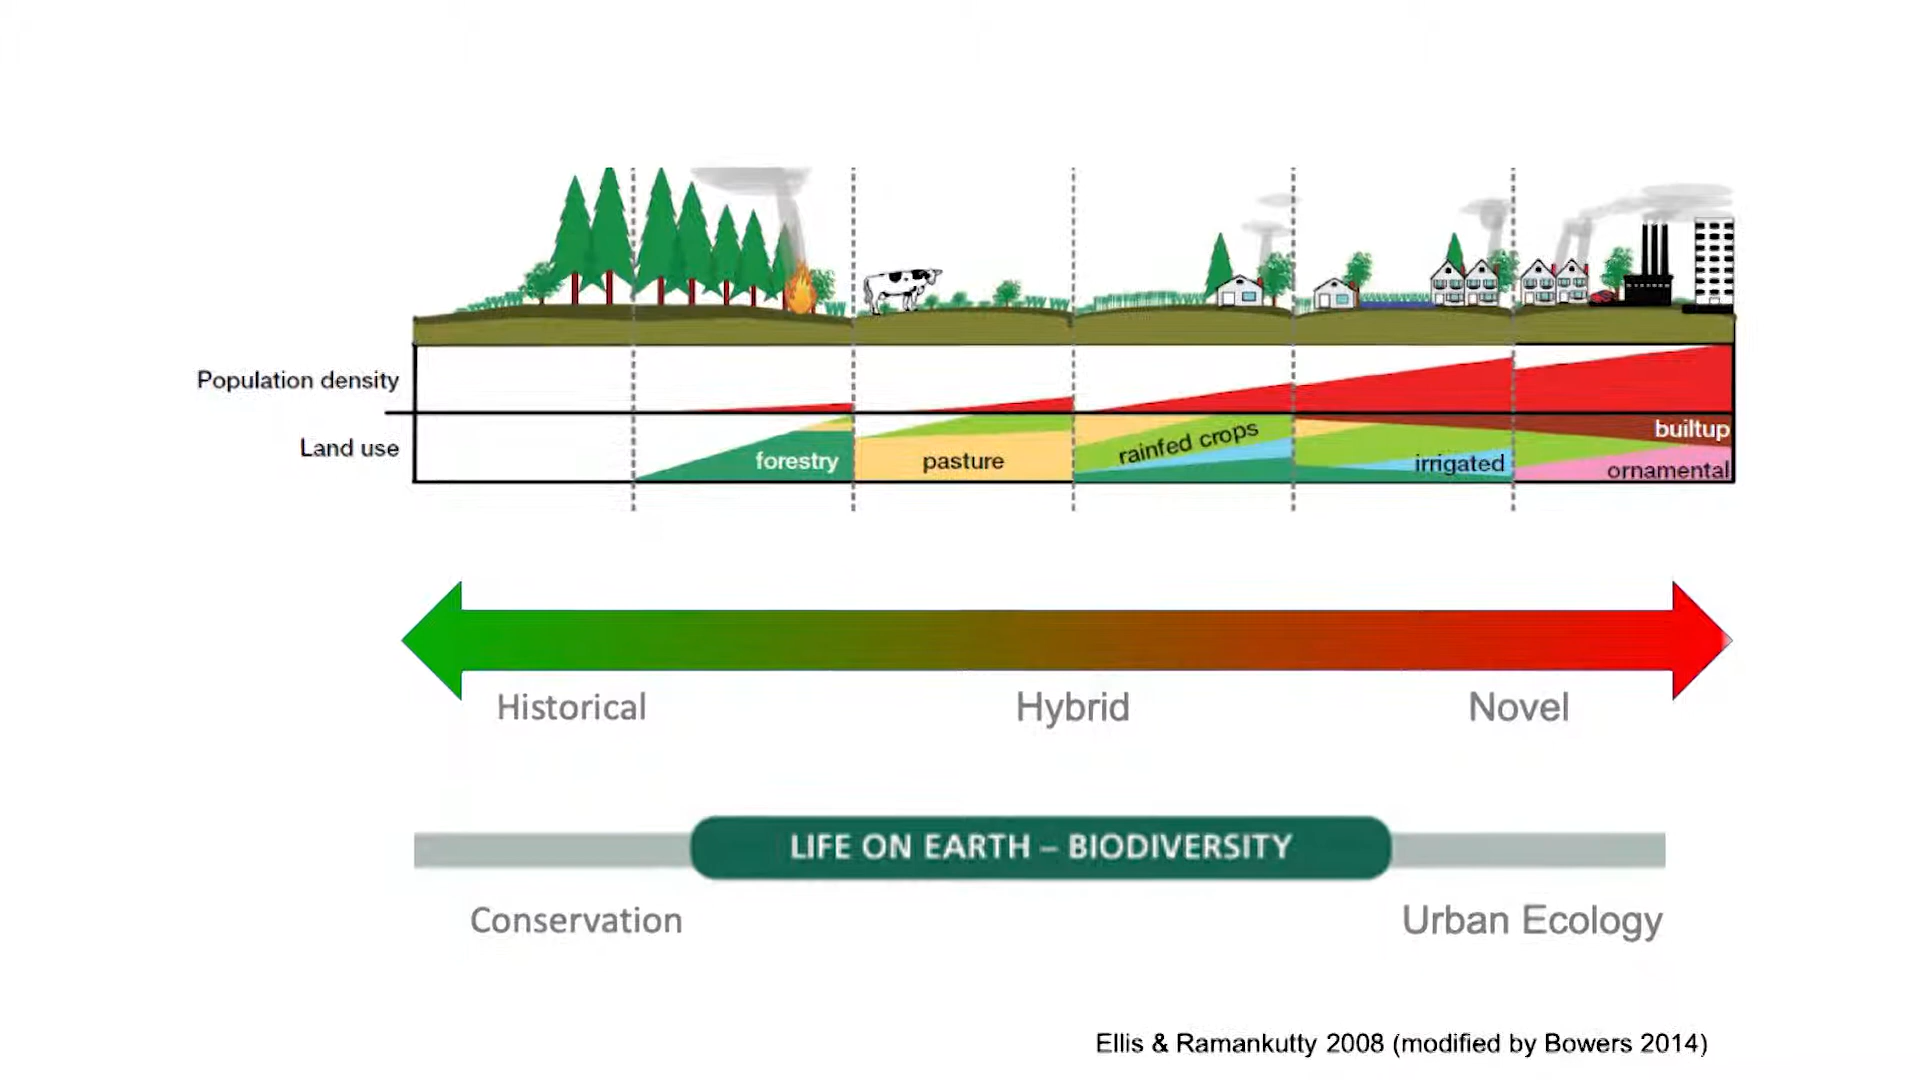 Population density
Land use
forestry
pasture
rainfed crops
irrigated
builtup
ornamental
Historical
Hybrid
Novel
LIFE ON EARTH – BIODIVERSITY
Conservation
Urban Ecology
Ellis & Ramankutty 2008 (modified by Bowers 2014)